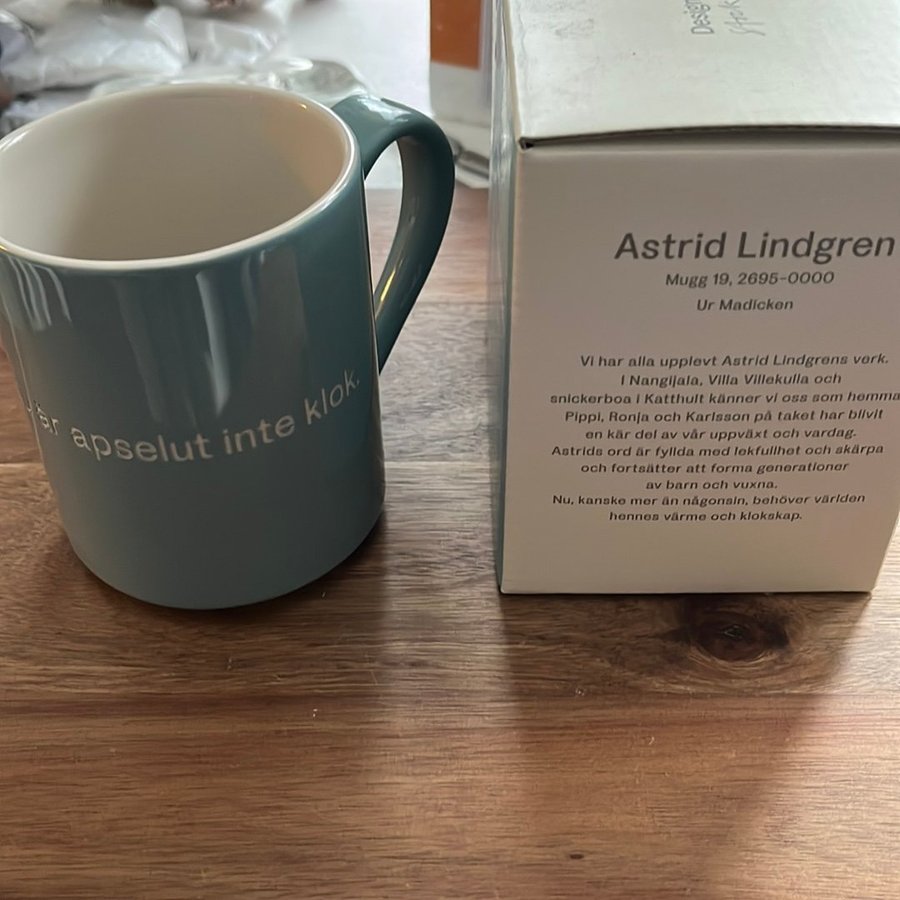 är apselut inte klok.
Design
Astrid Lindgren
Mugg 19, 2695-0000
Ur Madicken
Vi har alla upplevt Astrid Lindgrens verk.
I Nangijala, Villa Villekulla och
snickerboa i Katthult känner vi oss som hemma
Pippi, Ronja och Karlsson på taket har blivit
en kär del av vår uppväxt och vardag.
Astrids ord är fyllda med lekfullhet och skärpa
och fortsätter att forma generationer
av barn och vuxna.
Nu, kanske mer än någonsin, behöver världen
hennes värme och klokskap.